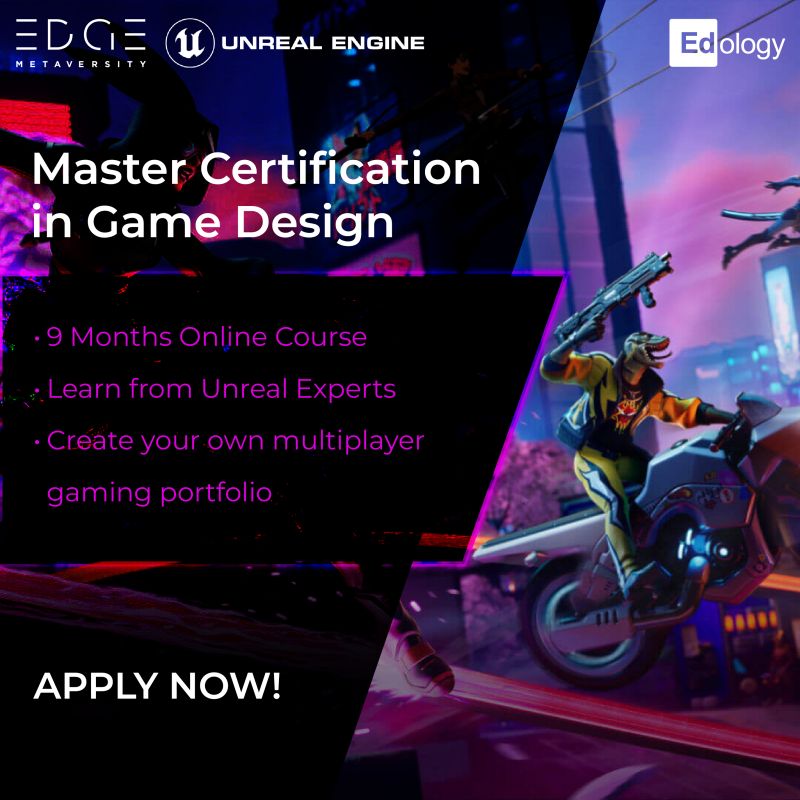 EDGE
METAVERSITY
UNREAL ENGINE
Edology
Master Certification
in Game Design
• 9 Months Online Course
• Learn from Unreal Experts
• Create your own multiplayer
gaming portfolio
APPLY NOW!